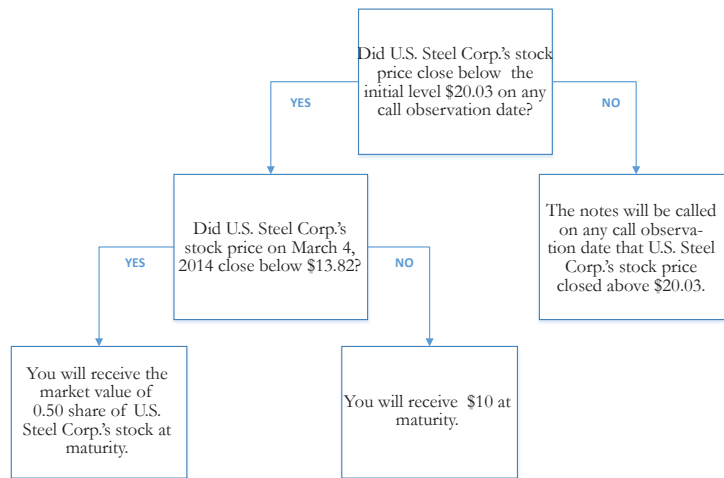 Did U.S. Steel Corp.'s stock
price close below the
initial level $20.03 on any
call observation date?
YES
NO
Did U.S. Steel Corp.'s
stock price on March 4,
2014 close below $13.82?
The notes will be called
on any call observa-
tion date that U.S. Steel
Corp.'s stock price
closed above $20.03.
YES
NO
You will receive the
market value of
0.50 share of U.S.
Steel Corp.'s stock at
maturity.
You will receive $10 at
maturity.